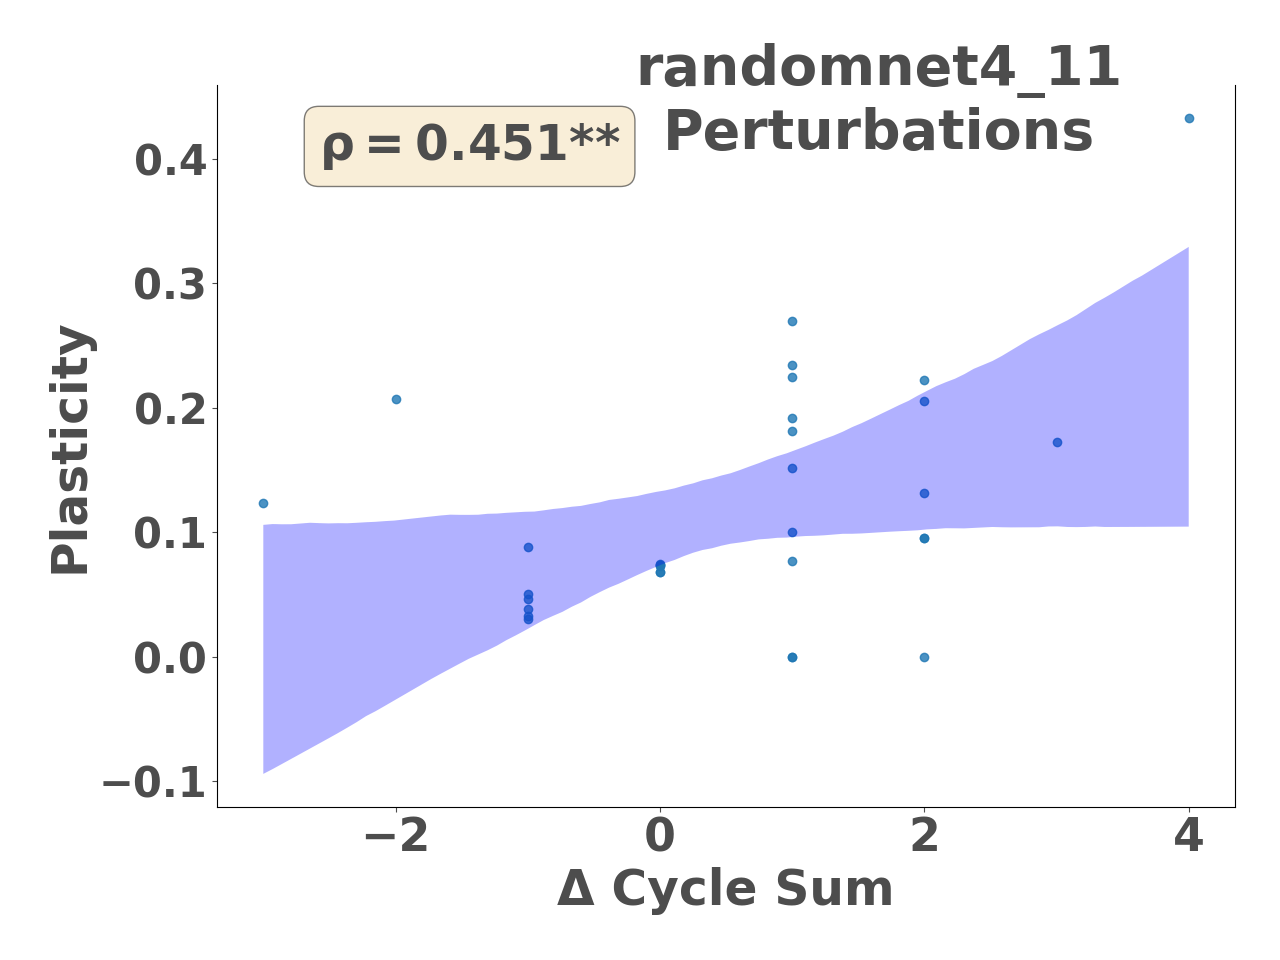 randomnet4_11
Perturbations
ρ = 0.451**
Plasticity
0.4
0.3
0.2
0.1
0.0
−0.1
−2
0
2
4
Δ Cycle Sum